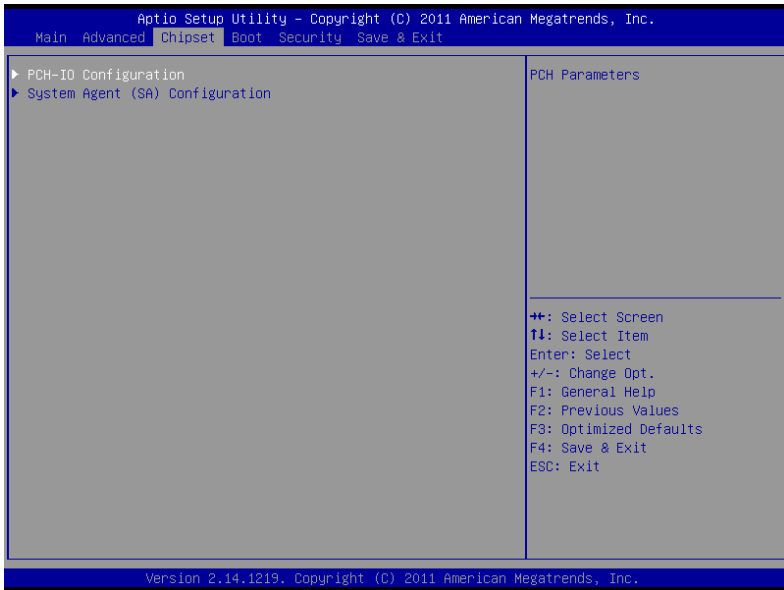 Aptio Setup Utility – Copyright (C) 2011 American Megatrends, Inc.
Main Advanced Chipset Boot Security Save & Exit
▶ PCH-IO Configuration
▶ System Agent (SA) Configuration
PCH Parameters
→←: Select Screen
↑↓: Select Item
Enter: Select
+/-: Change Opt.
F1: General Help
F2: Previous Values
F3: Optimized Defaults
F4: Save & Exit
ESC: Exit
Version 2.14.1219. Copyright (C) 2011 American Megatrends, Inc.